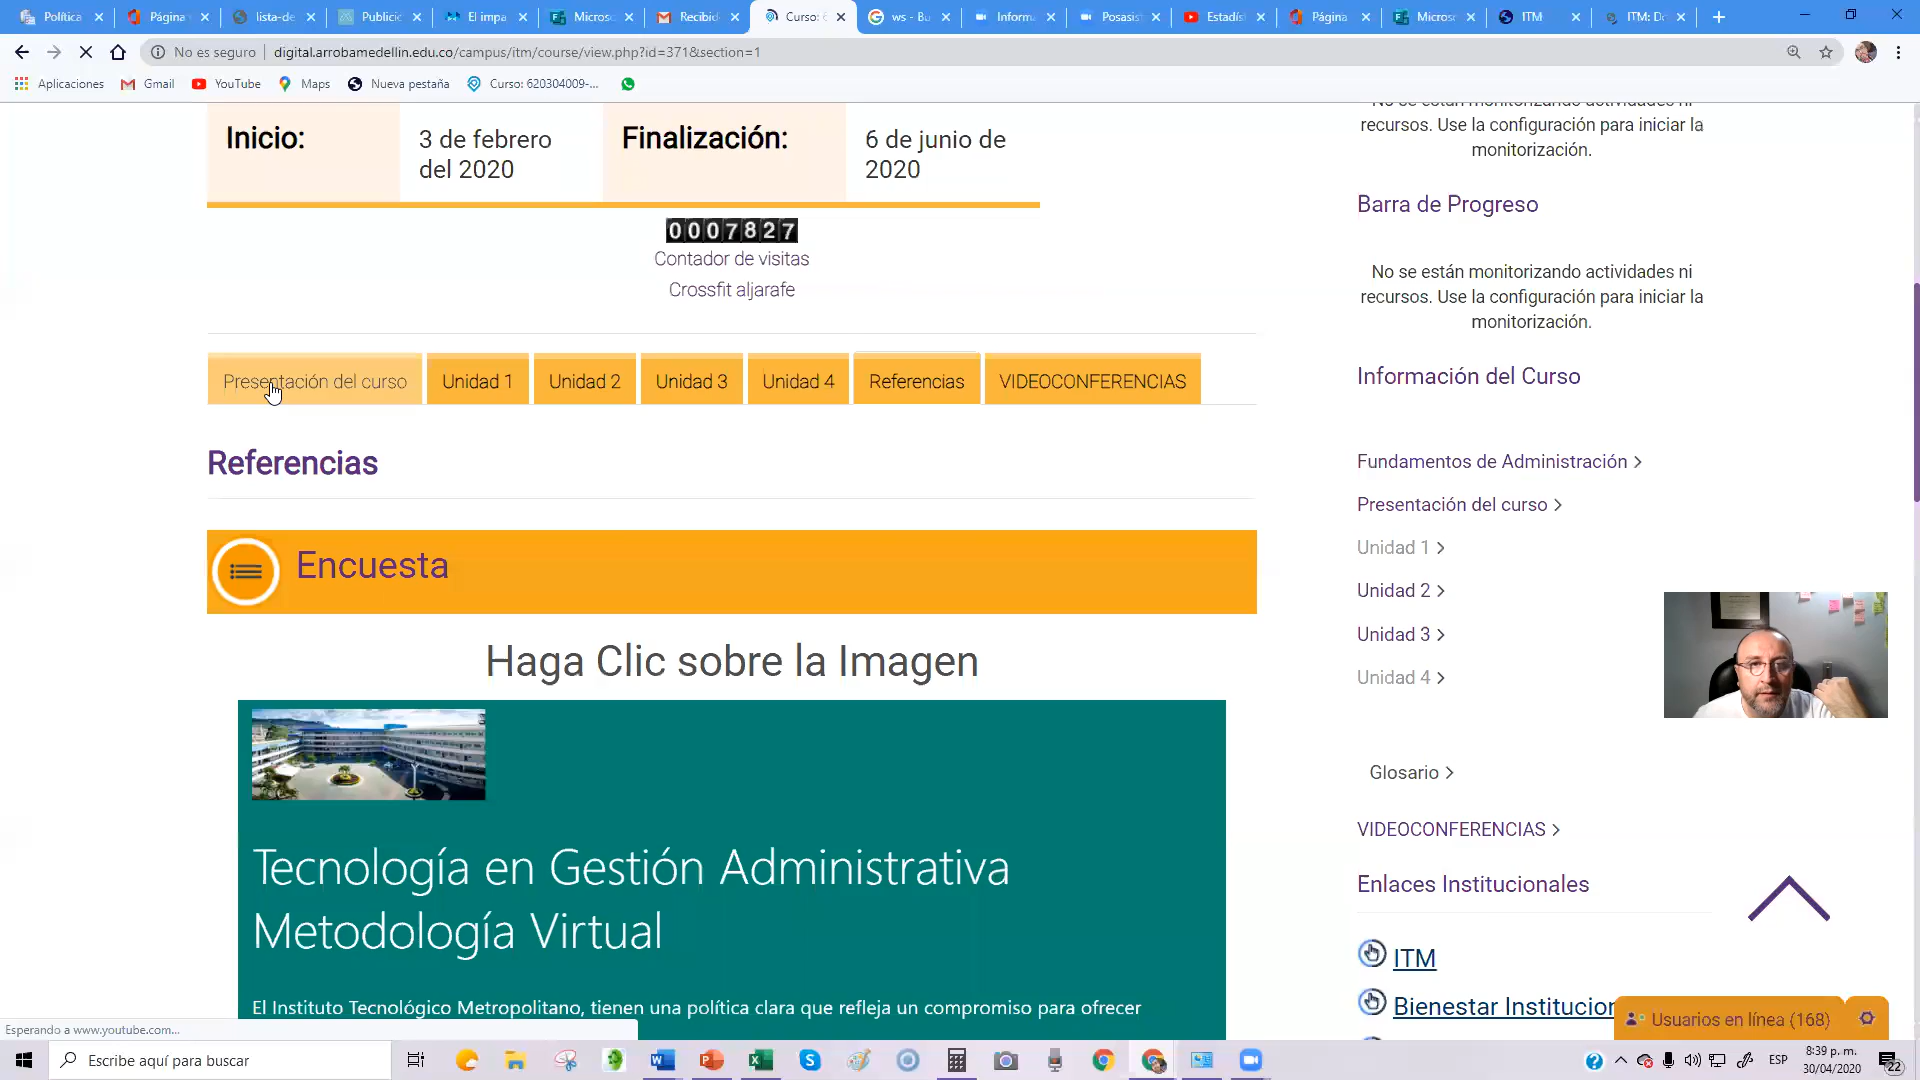 Política
Página
lista-de
Publici
El impa
Micros
Recibid
Curso:
ws - Bu
Inform
Posasis
Estadís
Página
Micros
ITM
ITM: D
No es seguro
digital.arrobamedellin.edu.co/campus/itm/course/view.php?id=371&section=1
Aplicaciones
Gmail
YouTube
Maps
Nueva pestaña
Curso: 620304009-...
Inicio:
3 de febrero
del 2020
Finalización:
6 de junio de
2020
0007827
Contador de visitas
Crossfit aljarafe
Presentación del curso
Unidad 1
Unidad 2
Unidad 3
Unidad 4
Referencias
VIDEOCONFERENCIAS
Referencias
Encuesta
Haga Clic sobre la Imagen
Tecnología en Gestión Administrativa
Metodología Virtual
El Instituto Tecnológico Metropolitano, tienen una política clara que refleja un compromiso para ofrecer
No se están monitorizando actividades ni
recursos. Use la configuración para iniciar la
monitorización.
Barra de Progreso
No se están monitorizando actividades ni
recursos. Use la configuración para iniciar la
monitorización.
Información del Curso
Fundamentos de Administración
Presentación del curso
Unidad 1
Unidad 2
Unidad 3
Unidad 4
Glosario
VIDEOCONFERENCIAS
Enlaces Institucionales
ITM
Bienestar Institucion
Usuarios en línea (168)
Esperando a www.youtube.com...
Escribe aquí para buscar
ESP
8:39 p. m.
30/04/2020
22